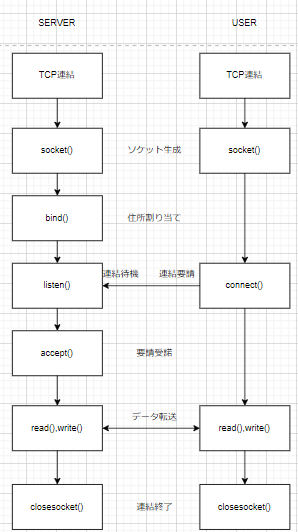 SERVER USER
TCP連結 TCP連結
socket() ソケット生成 socket()
bind() 住所割り当て
連結待機 連結要請
listen() connect()
accept() 要請受諾
データ転送
read(),write() read(),write()
closesocket() 連結終了 closesocket()